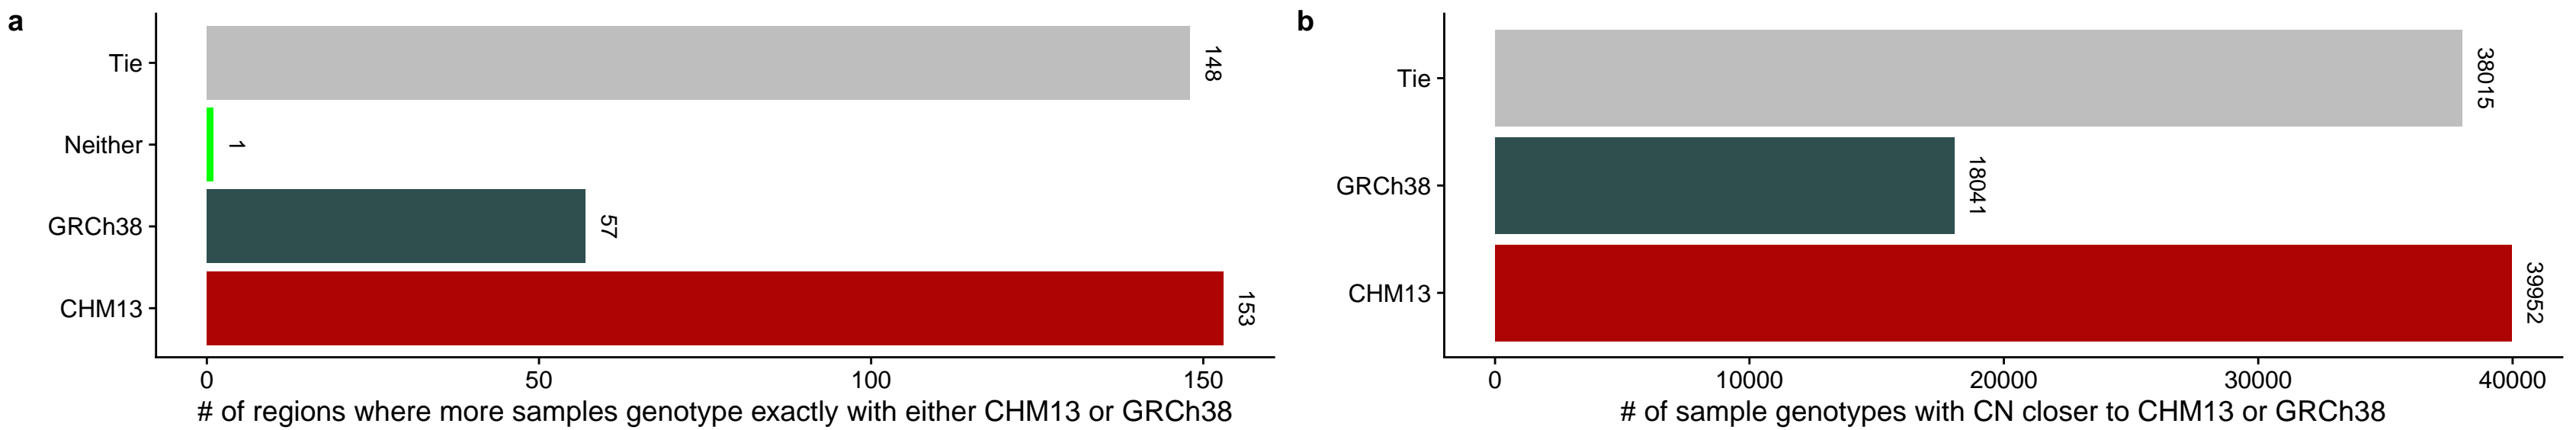 a
Tie
148
Neither
1
GRCh38
57
CHM13
153
0 50 100 150
# of regions where more samples genotype exactly with either CHM13 or GRCh38
b
Tie
38015
GRCh38
18041
CHM13
39952
0 10000 20000 30000 40000
# of sample genotypes with CN closer to CHM13 or GRCh38